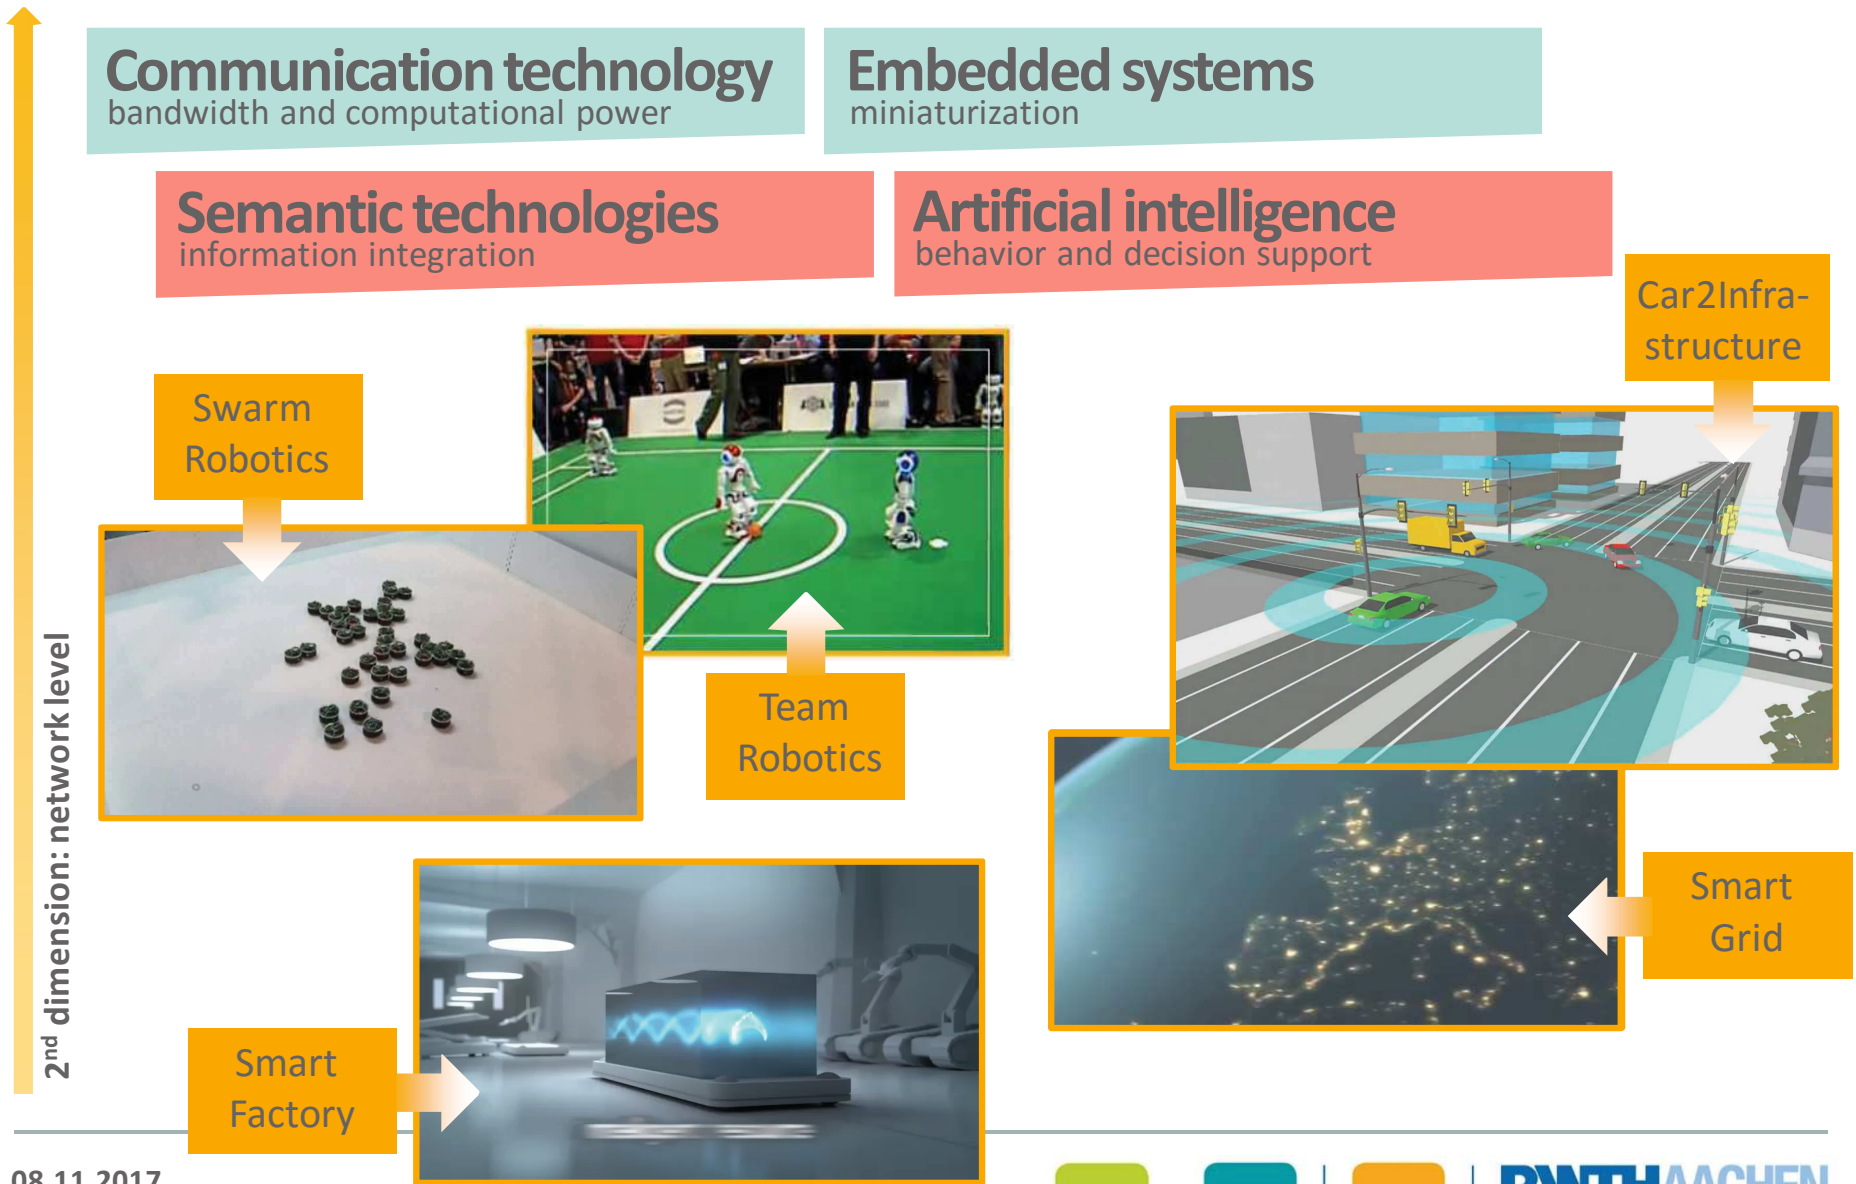 Communication technology
bandwidth and computational power
Embedded systems
miniaturization
Semantic technologies
information integration
Artificial intelligence
behavior and decision support
Car2Infra-
structure
Swarm
Robotics
Team
Robotics
Smart
Grid
Smart
Factory
2nd dimension: network level
08.11.2017
RWTHAACHEN